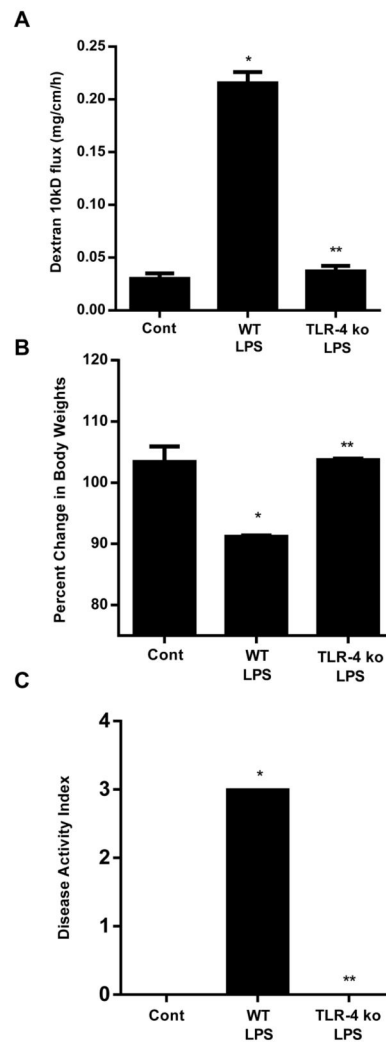 A
Dextran 10kD flux (mg/cm/h)
0.25
0.20
0.15
0.10
0.05
0.00
*
**
Cont
WT
LPS
TLR-4 ko
LPS
B
Percent Change in Body Weights
120
110
100
90
80
*
**
Cont
WT
LPS
TLR-4 ko
LPS
C
Disease Activity Index
4
3
2
1
0
*
**
Cont
WT
LPS
TLR-4 ko
LPS